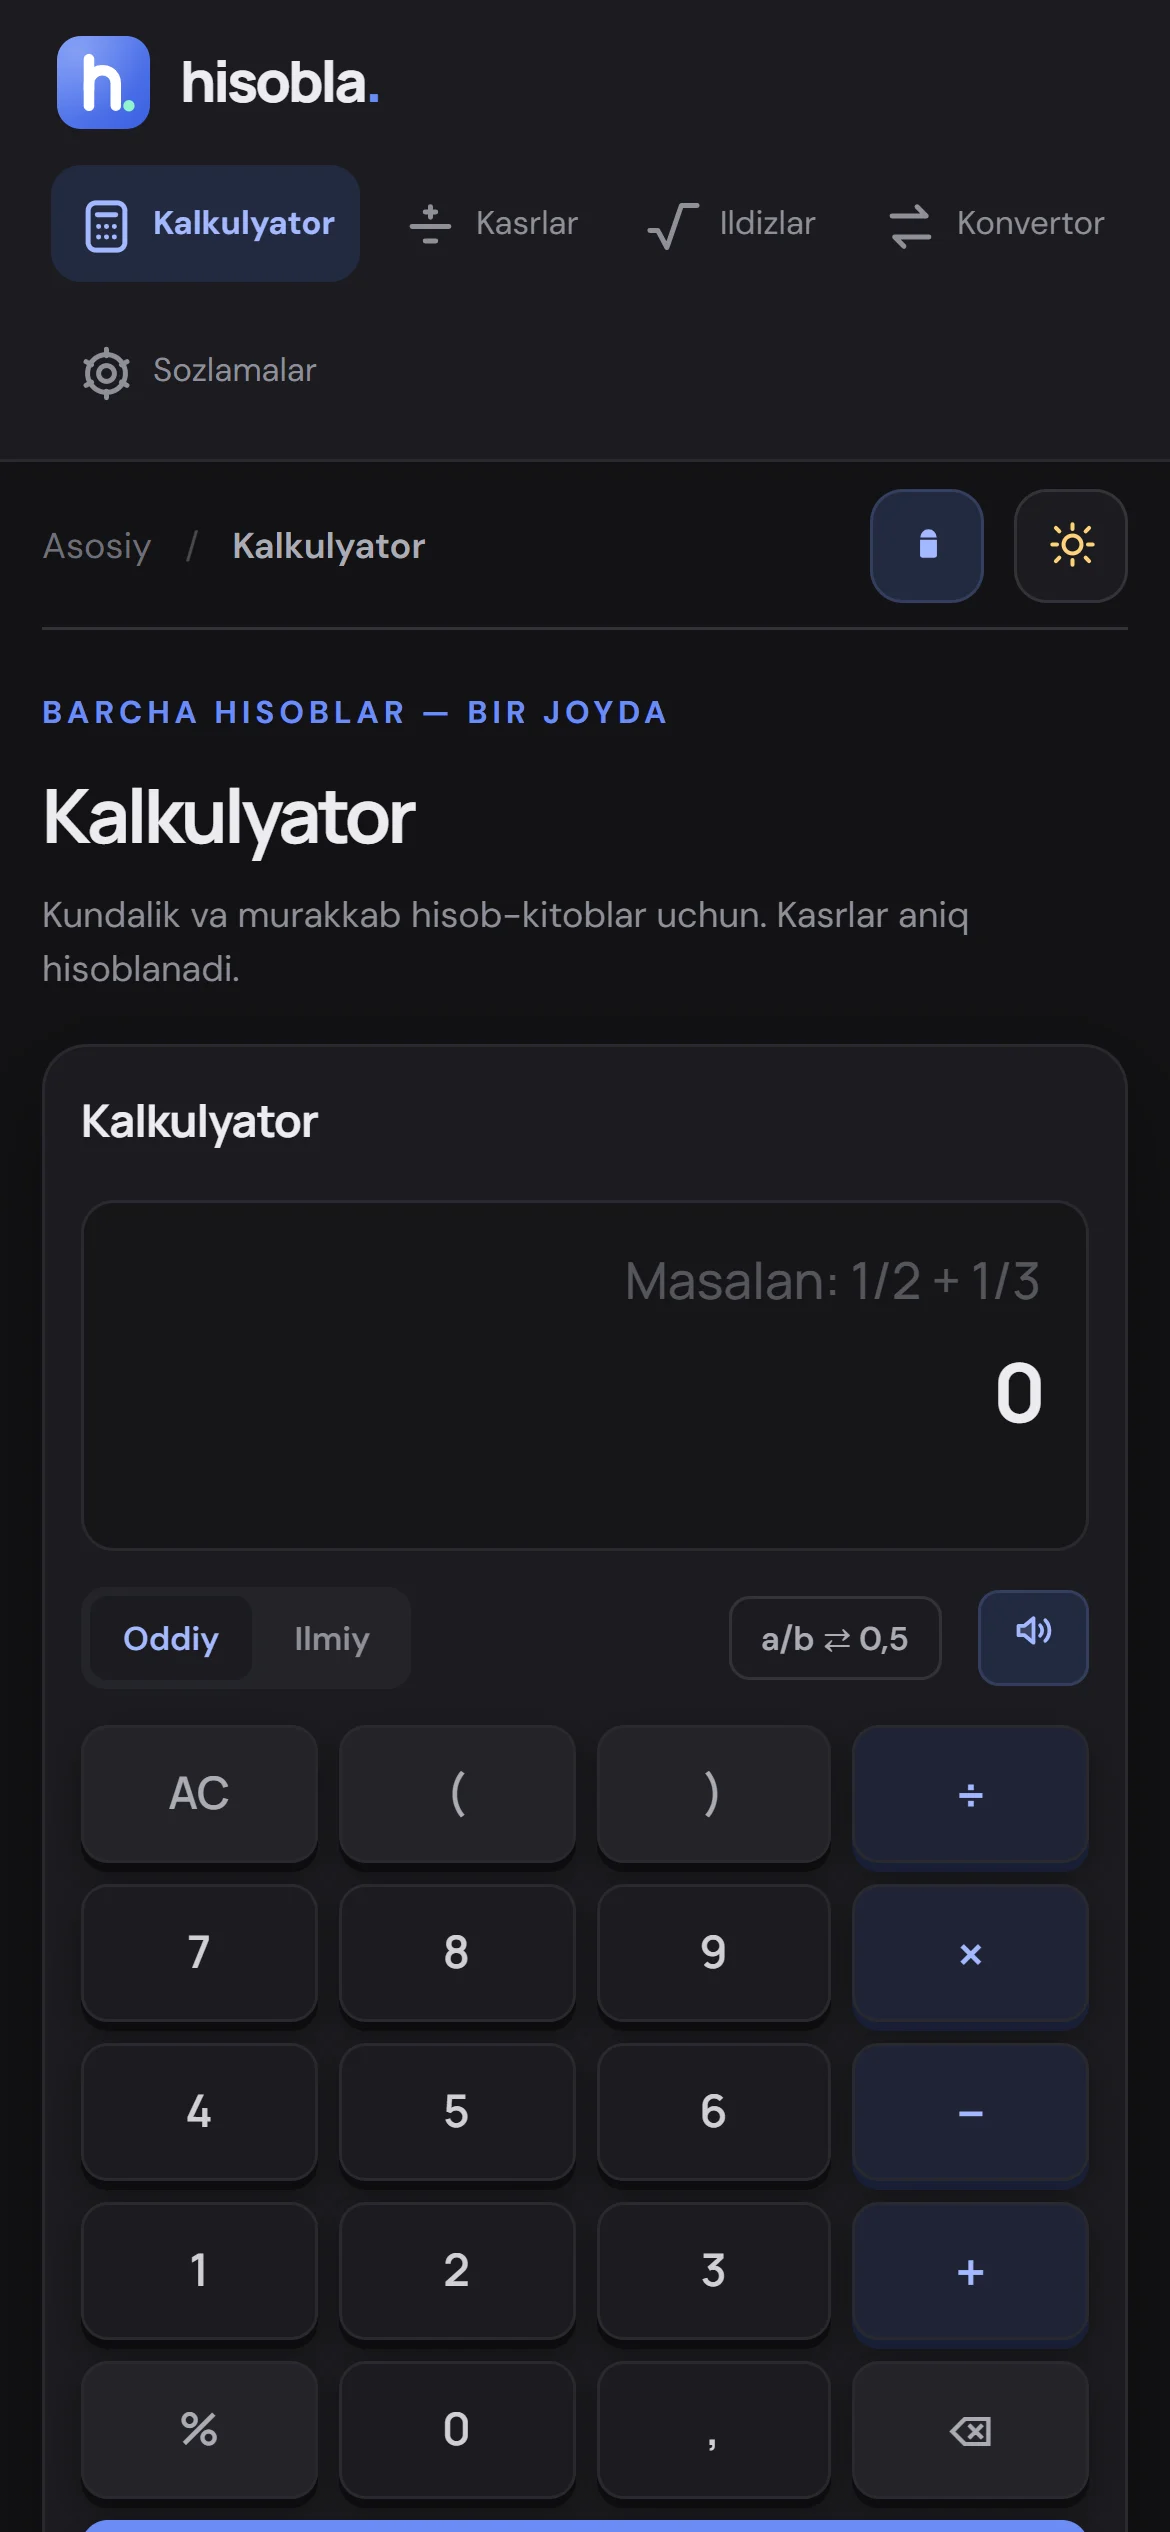 h.
hisobla.
Kalkulyator
Kasrlar
Ildizlar
Konvertor
Sozlamalar
Asosiy / Kalkulyator
BARCHA HISOBLAR — BIR JOYDA
Kalkulyator
Kundalik va murakkab hisob-kitoblar uchun. Kasrlar aniq
hisoblanadi.
Kalkulyator
Masalan: 1/2 + 1/3
0
Oddiy
Ilmiy
a/b ⇄ 0,5
AC ( ) ÷
7 8 9 ×
4 5 6 −
1 2 3 +
% 0 ,